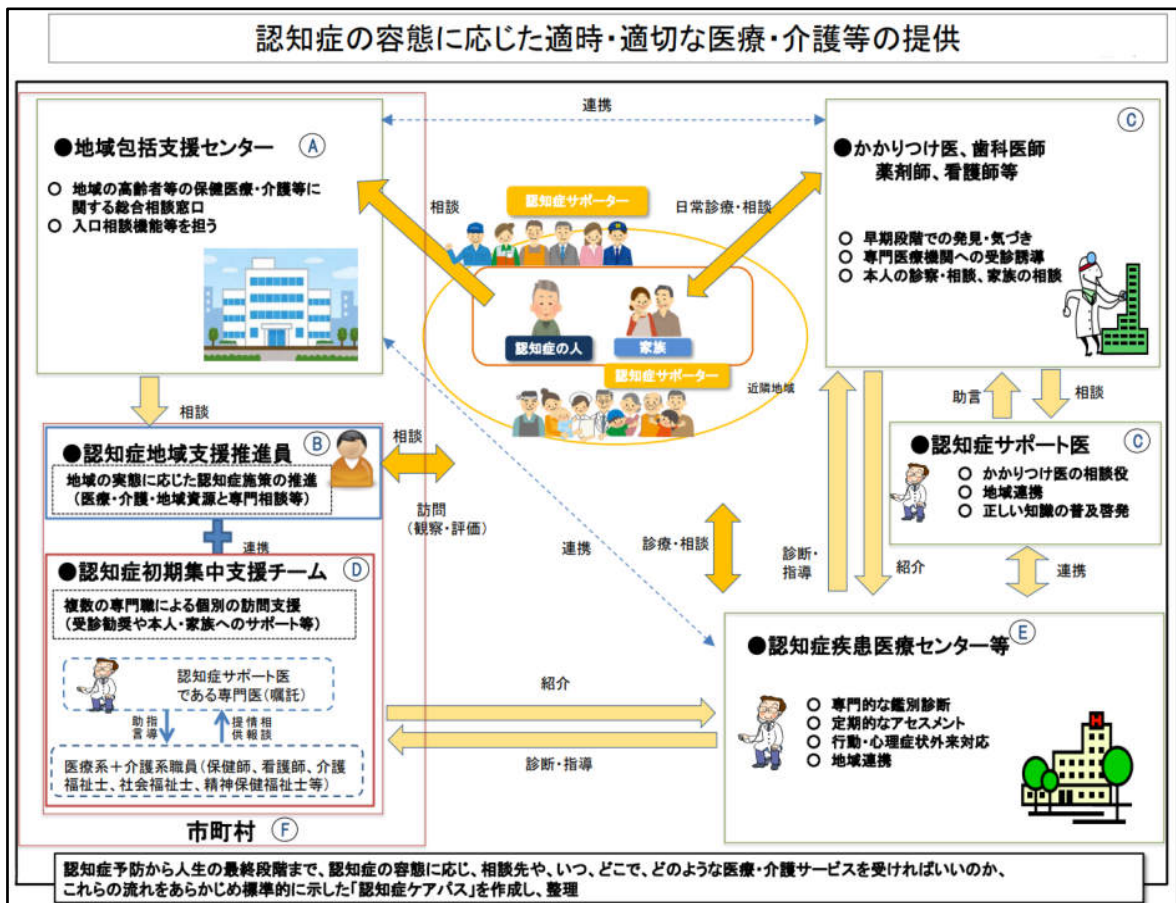 認知症の容態に応じた適時・適切な医療・介護等の提供
連携
●地域包括支援センター
A
○ 地域の高齢者等の保健医療・介護等に
関する総合相談窓口
○ 入口相談機能等を担う
相談
認知症サポーター
日常診療・相談
C
●かかりつけ医、歯科医師
薬剤師、看護師等
○ 早期段階での発見・気づき
○ 専門医療機関への受診誘導
○ 本人の診察・相談、家族の相談
認知症の人
家族
認知症サポーター
近隣地域
相談
助言
相談
●認知症地域支援推進員
B
地域の実態に応じた認知症施策の推進
(医療・介護・地域資源と専門相談等)
相談
訪問
(観察・評価)
連携
●認知症サポート医
C
○ かかりつけ医の相談役
○ 地域連携
○ 正しい知識の普及啓発
連携
診療・相談
診断・
指導
紹介
連携
●認知症初期集中支援チーム
D
複数の専門職による個別の訪問支援
(受診勧奨や本人・家族へのサポート等)
認知症サポート医
である専門医(嘱託)
指導
助言
相談
情報
提供
医療系+介護系職員(保健師、看護師、介護
福祉士、社会福祉士、精神保健福祉士等)
市町村
F
紹介
診断・指導
●認知症疾患医療センター等
E
○ 専門的な鑑別診断
○ 定期的なアセスメント
○ 行動・心理症状外来対応
○ 地域連携
H
認知症予防から人生の最終段階まで、認知症の容態に応じ、相談先や、いつ、どこで、どのような医療・介護サービスを受ければいいのか、
これらの流れをあらかじめ標準的に示した「認知症ケアパス」を作成し、整理